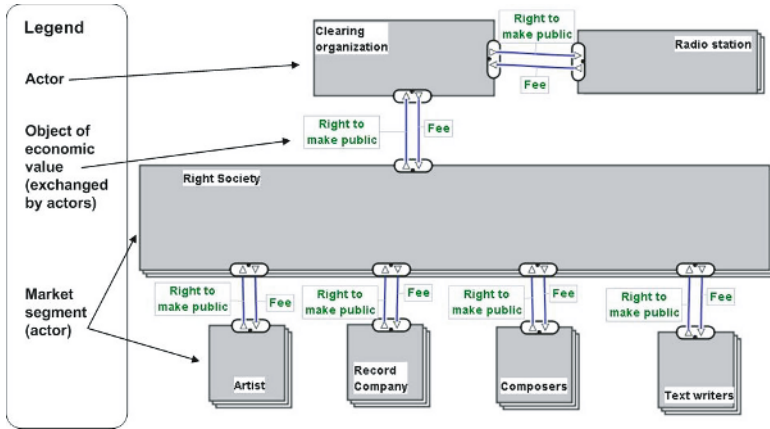 Legend
Actor
Object of
economic
value
(exchanged
by actors)
Market
segment
(actor)
Clearing
organization
Right to
make public
Fee
Radio station
Right to
make public
Fee
Right Society
Right to
make public
Fee
Right to
make public
Fee
Right to
make public
Fee
Right to
make public
Fee
Artist
Record
Company
Composers
Text writers